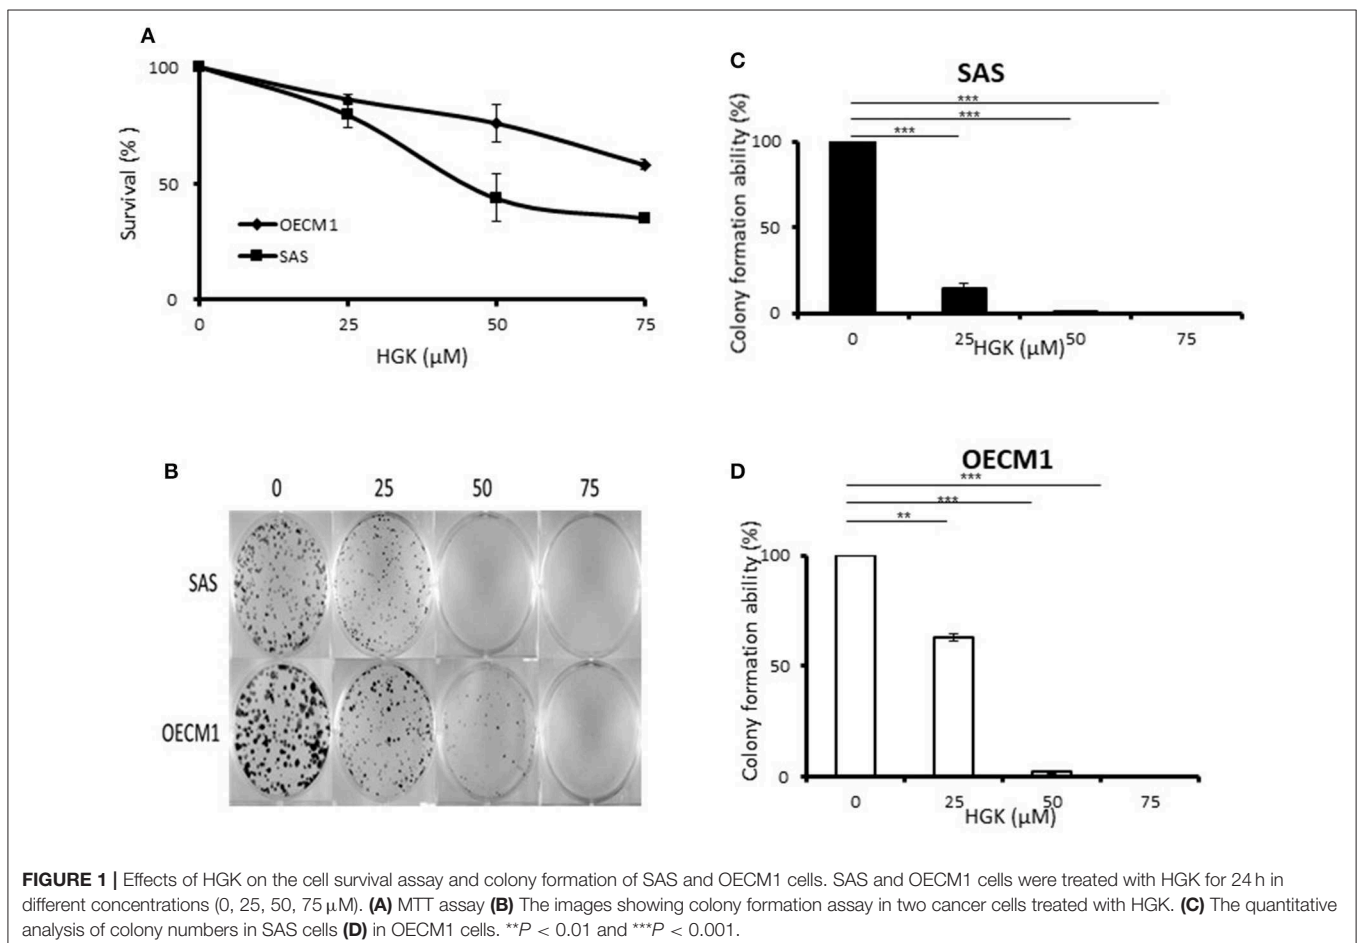 A
100
50
0
Survival (%)
OECM1
SAS
0 25 50 75
HGK (µM)
B
0 25 50 75
SAS
OECM1
C
SAS
***
***
***
100
50
0
Colony formation ability (%)
0 25 50 75
HGK (µM)
D
OECM1
***
***
**
100
50
0
Colony formation ability (%)
0 25 50 75
HGK (µM)
FIGURE 1 | Effects of HGK on the cell survival assay and colony formation of SAS and OECM1 cells. SAS and OECM1 cells were treated with HGK for 24 h in
different concentrations (0, 25, 50, 75 µM). (A) MTT assay (B) The images showing colony formation assay in two cancer cells treated with HGK. (C) The quantitative
analysis of colony numbers in SAS cells (D) in OECM1 cells. **P < 0.01 and ***P < 0.001.